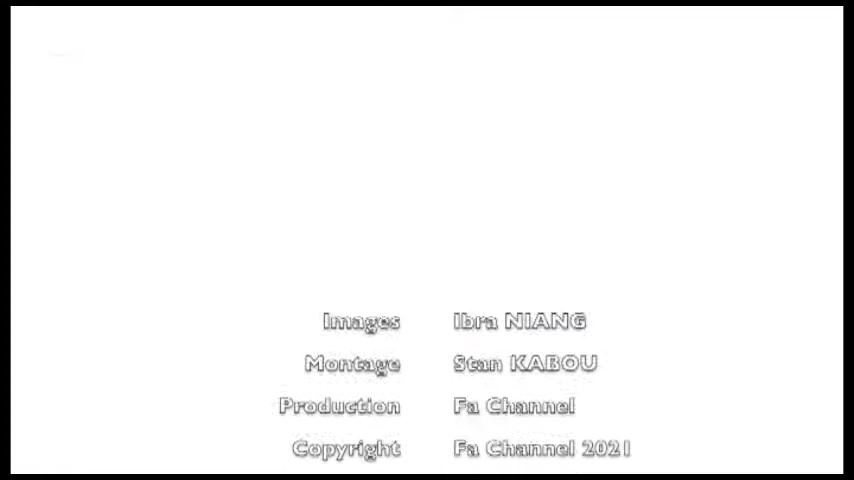 Images Ibra NIANG
Montage Stan KABOU
Production Fa Channel
Copyright Fa Channel 2021